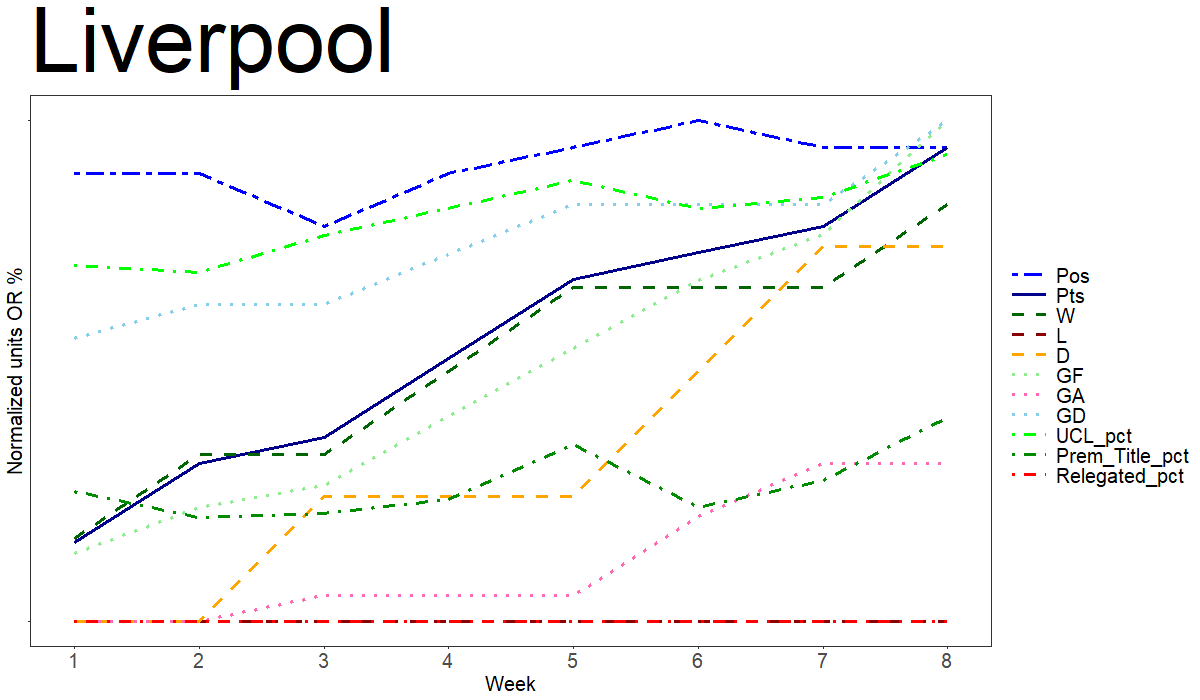 Liverpool
Normalized units OR %
1 2 3 4 5 6 7 8
Week
Pos
Pts
W
L
D
GF
GA
GD
UCL_pct
Prem_Title_pct
Relegated_pct